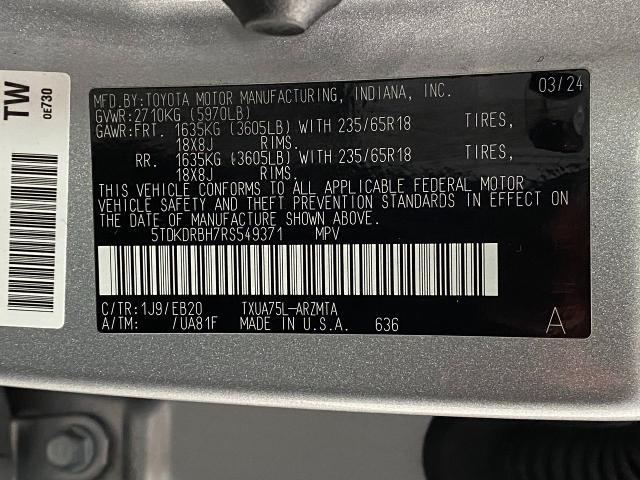 TW
0E730
MFD.BY:TOYOTA MOTOR MANUFACTURING, INDIANA, INC. 03/24
GVWR:2710KG (5970LB)
GAWR:FRT. 1635KG (3605LB) WITH 235/65R18 TIRES,
18X8J RIMS.
RR. 1635KG (3605LB) WITH 235/65R18 TIRES,
18X8J RIMS.
THIS VEHICLE CONFORMS TO ALL APPLICABLE FEDERAL MOTOR
VEHICLE SAFETY AND THEFT PREVENTION STANDARDS IN EFFECT ON
THE DATE OF MANUFACTURE SHOWN ABOVE.
5TDKDRBH7RS549371 MPV
C/TR:1J9/EB20 TXUA75L-ARZMTA
A/TM: /UA81F MADE IN U.S.A. 636 A